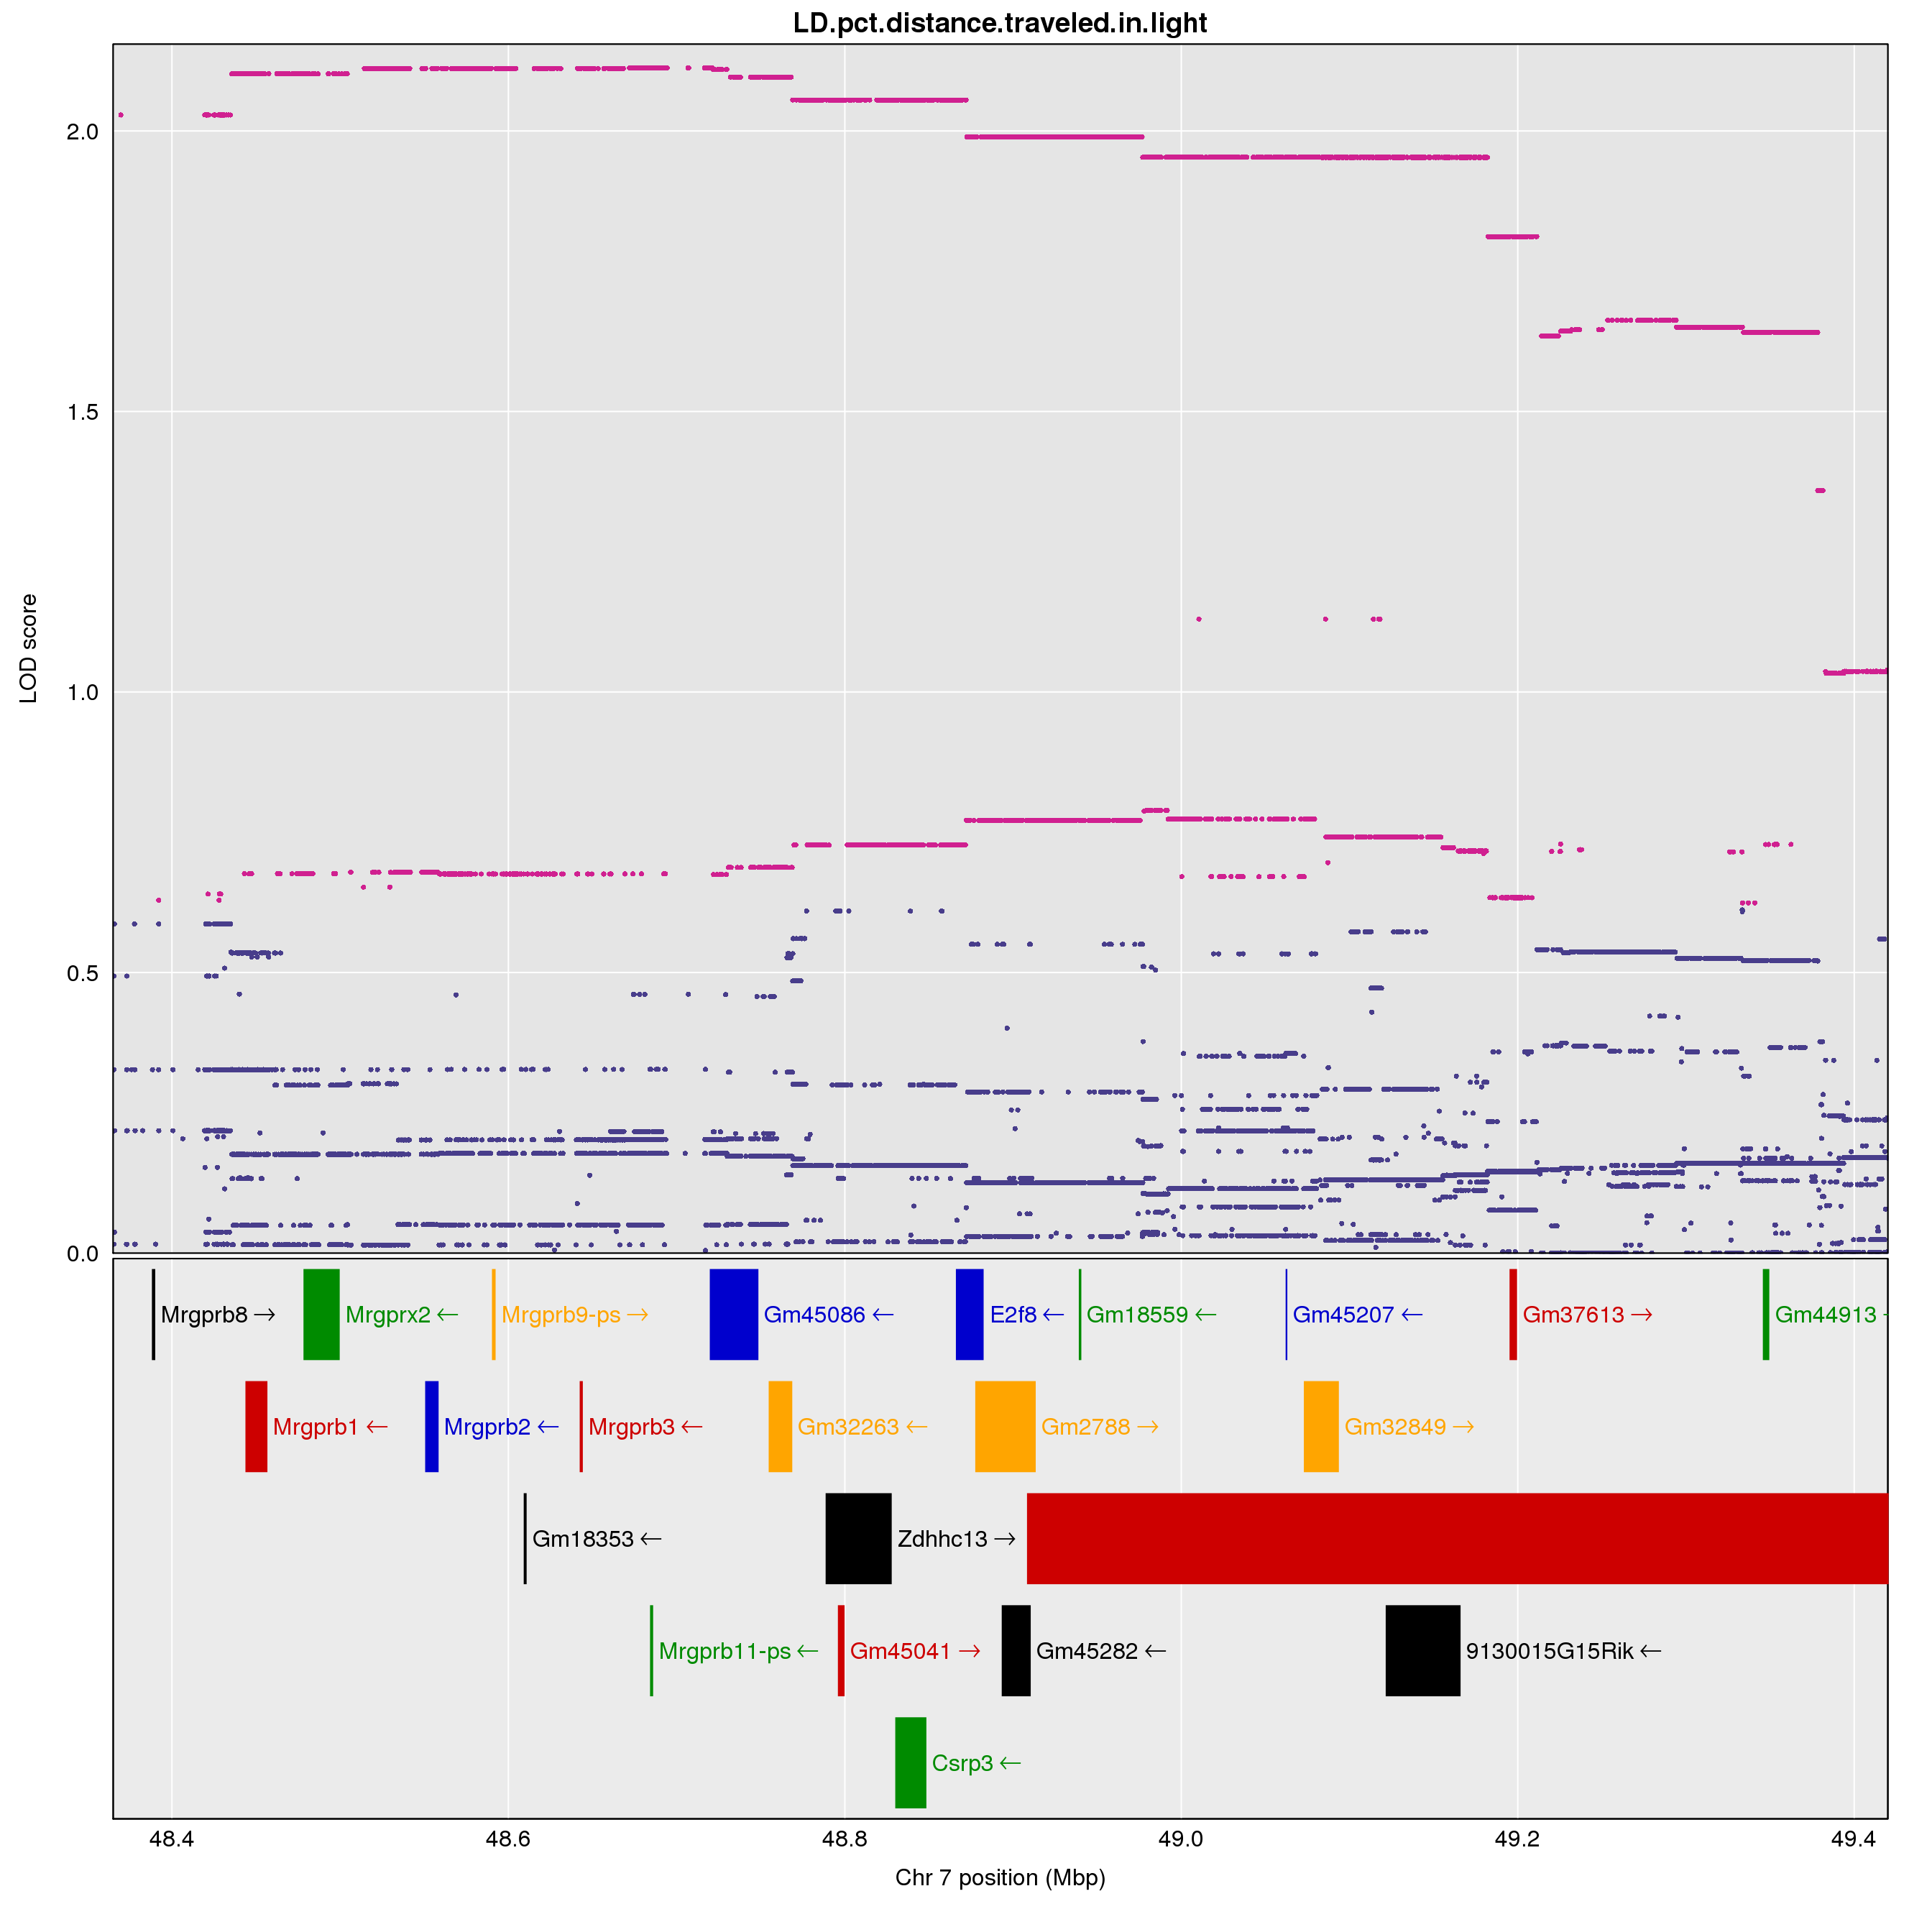 LD.pct.distance.traveled.in.light
2.0
1.5
1.0
0.5
0.0
LOD score
Mrgprb8 → Mrgprx2 ← Mrgprb9-ps → Gm45086 ← E2f8 ← Gm18559 ← Gm45207 ← Gm37613 → Gm44913
Mrgprb1 ← Mrgprb2 ← Mrgprb3 ← Gm32263 ← Gm2788 → Gm32849 →
Gm18353 ← Zdhhc13 →
Mrgprb11-ps ← Gm45041 → Gm45282 ← 9130015G15Rik ←
Csrp3 ←
48.4 48.6 48.8 49.0 49.2 49.4
Chr 7 position (Mbp)